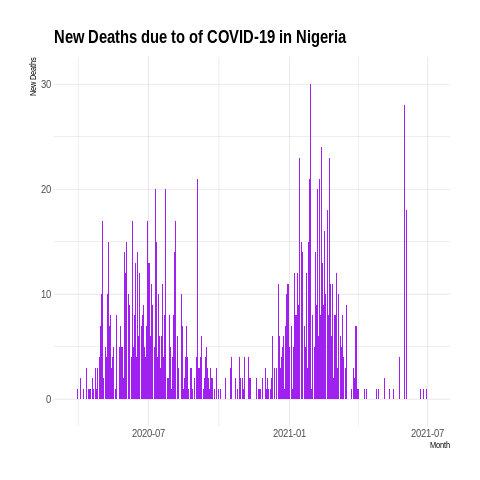 New Deaths due to of COVID-19 in Nigeria
New Deaths
30
20
10
0
2020-07
2021-01
2021-07
Month